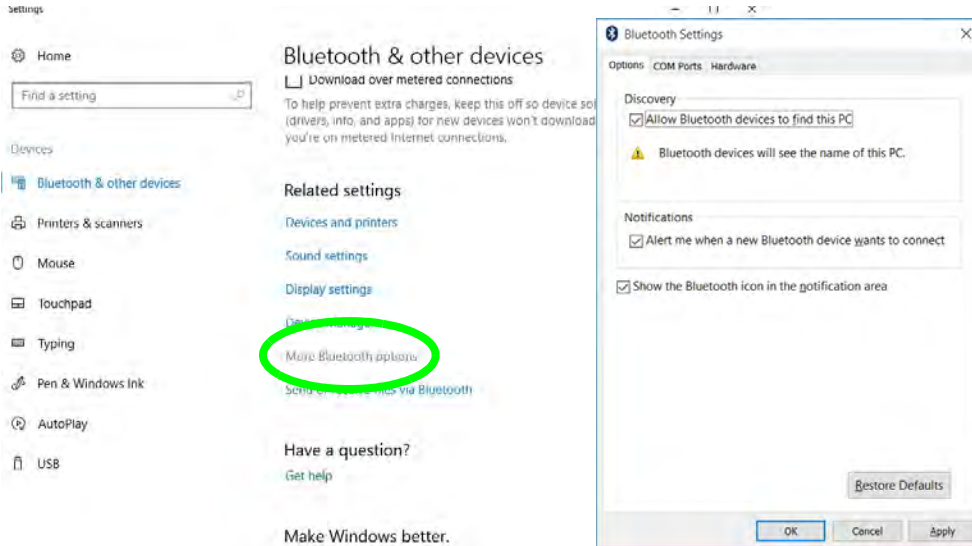 Settings
Home
Find a setting
Devices
Bluetooth & other devices
Printers & scanners
Mouse
Touchpad
Typing
Pen & Windows Ink
AutoPlay
USB
Bluetooth & other devices
Download over metered connections
To help prevent extra charges, keep this off so device
(drivers, info, and apps) for new devices won't download
you're on metered Internet connections.
Related settings
Devices and printers
Sound settings
Display settings
More Bluetooth options
files via Bluetooth
Have a question?
Get help
Make Windows better.
Bluetooth Settings
Options COM Ports Hardware
Discovery
Allow Bluetooth devices to find this PC
Bluetooth devices will see the name of this PC.
Notifications
Alert me when a new Bluetooth device wants to connect
Show the Bluetooth icon in the notification area
Restore Defaults
OK Cancel Apply